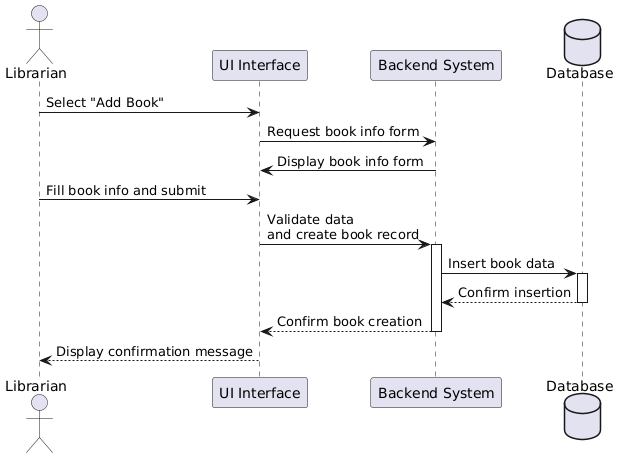 Librarian
UI Interface
Backend System
Database
Select "Add Book"
Request book info form
Display book info form
Fill book info and submit
Validate data
and create book record
Insert book data
Confirm insertion
Confirm book creation
Display confirmation message
Librarian
UI Interface
Backend System
Database